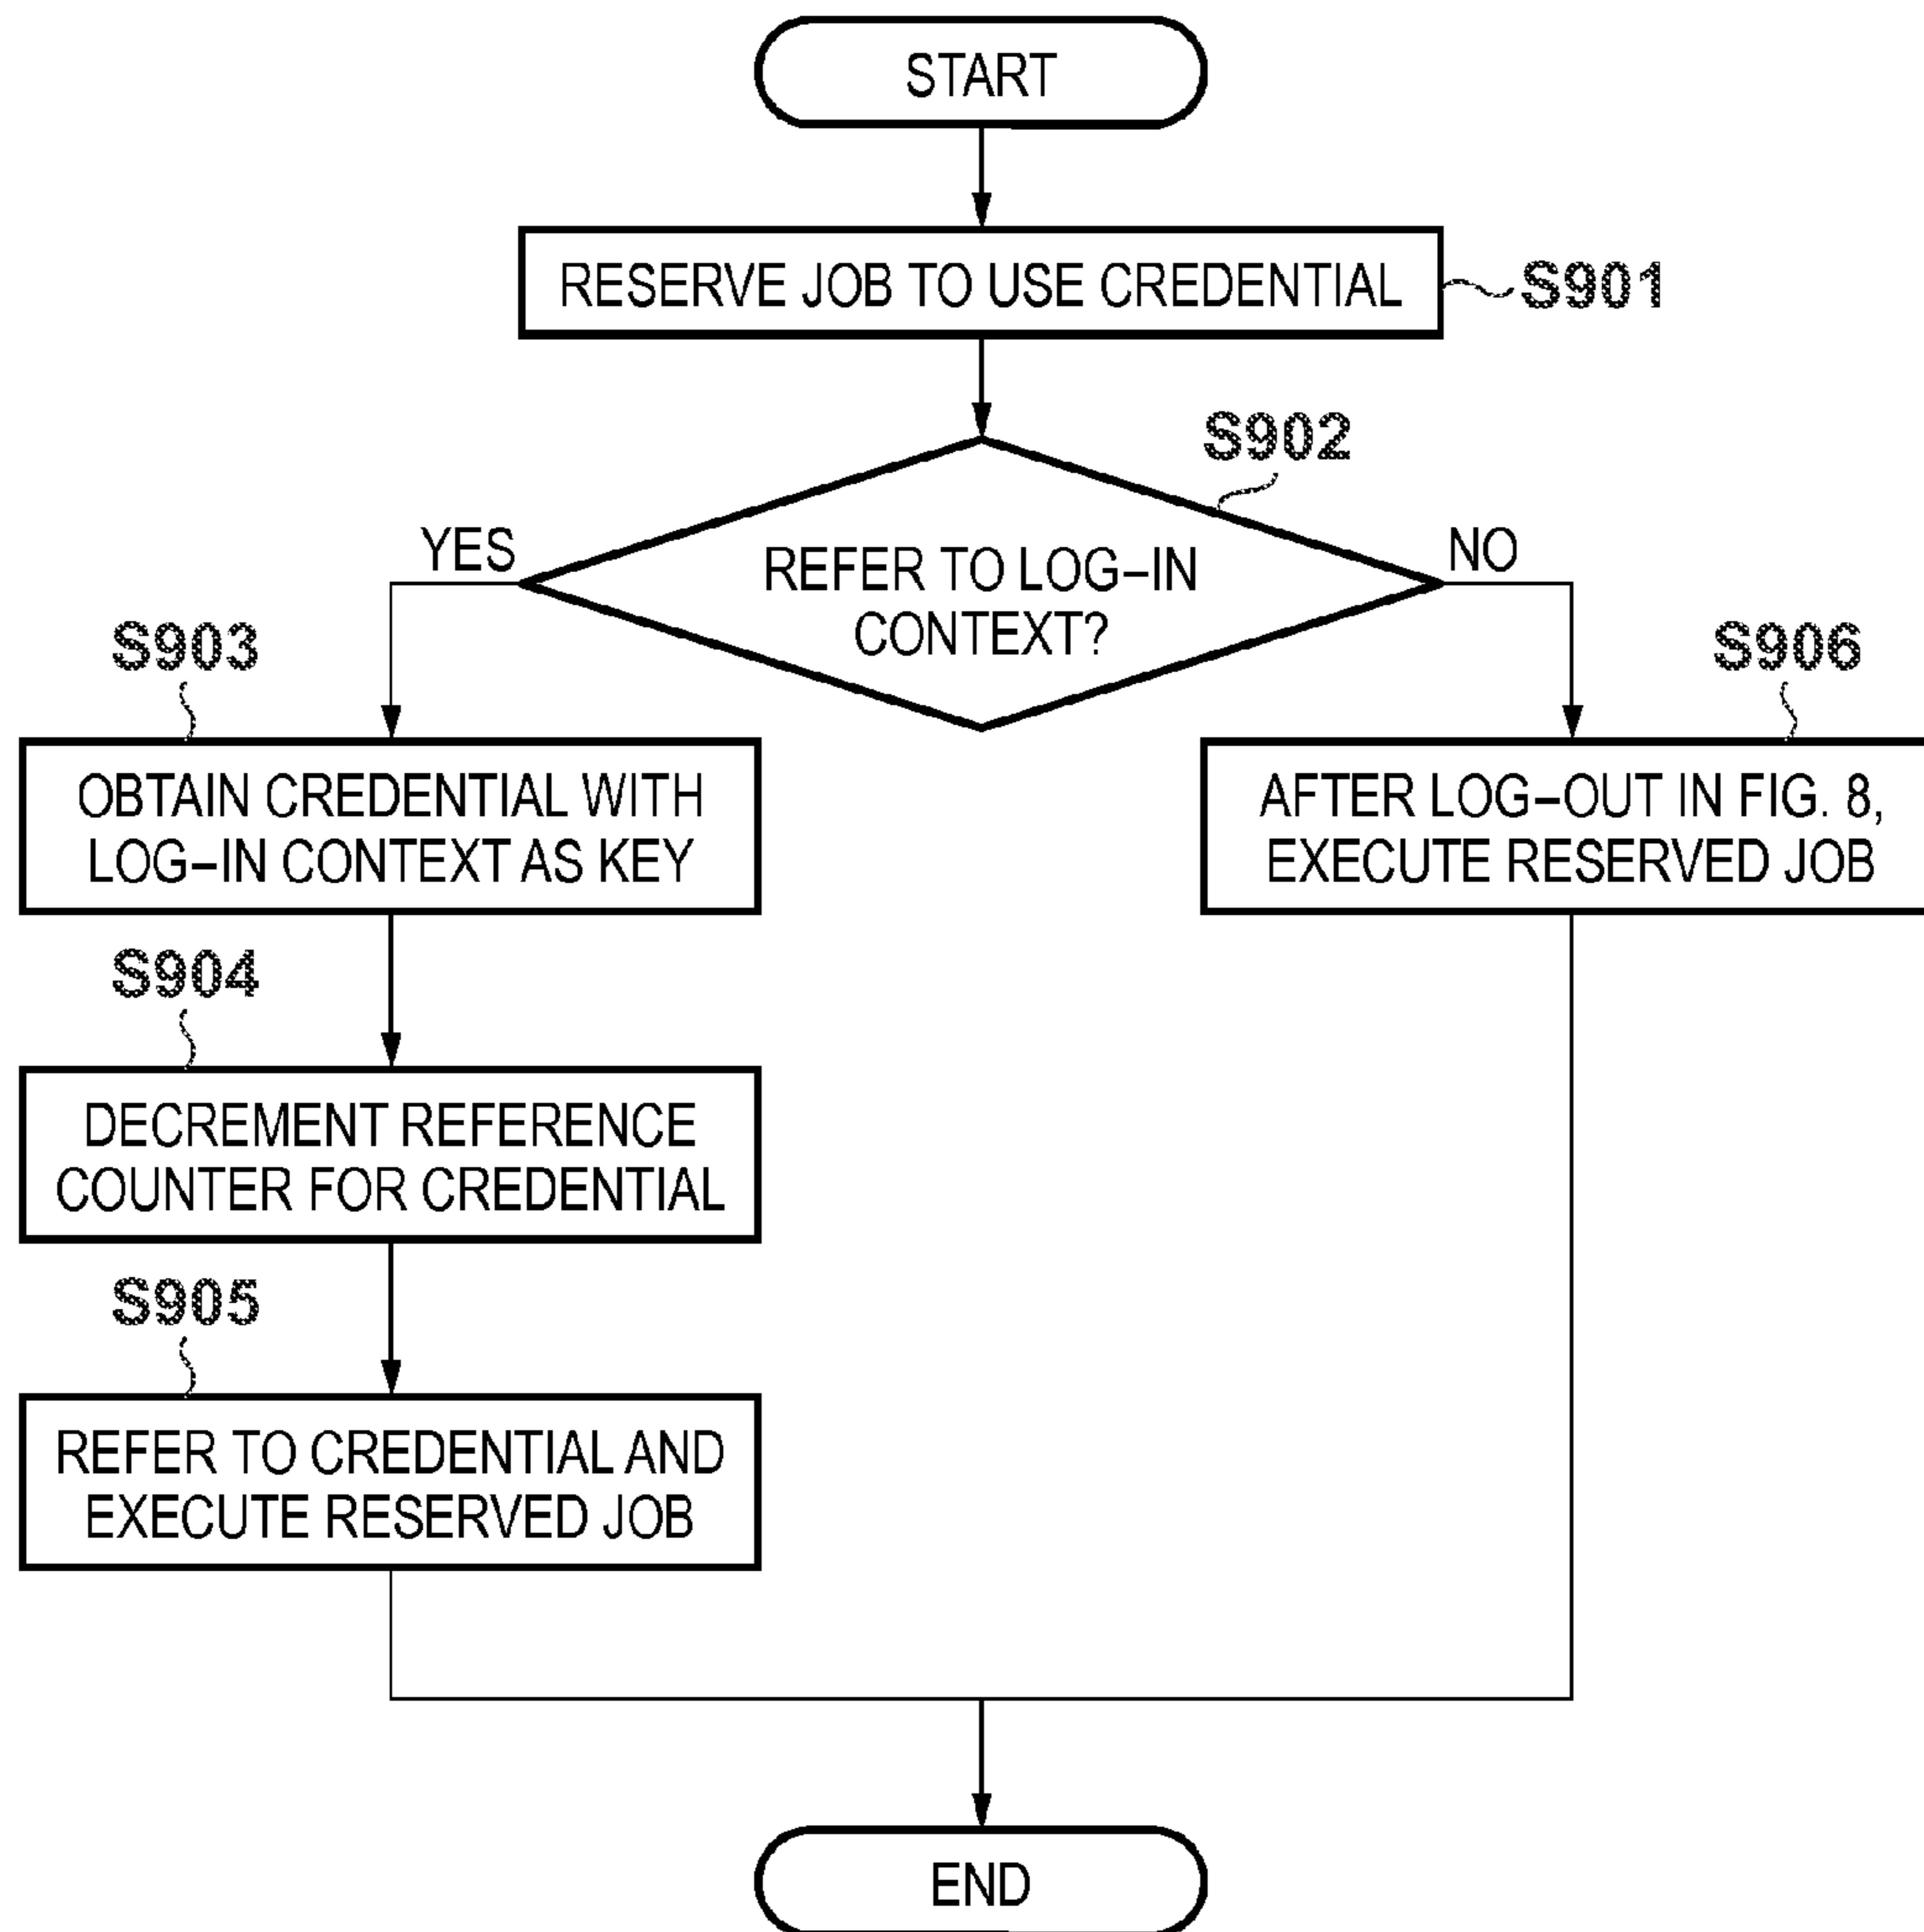 START
RESERVE JOB TO USE CREDENTIAL
S901
S902
YES
NO
REFER TO LOG–IN
CONTEXT?
S903
S906
OBTAIN CREDENTIAL WITH
LOG–IN CONTEXT AS KEY
AFTER LOG–OUT IN FIG. 8,
EXECUTE RESERVED JOB
S904
DECREMENT REFERENCE
COUNTER FOR CREDENTIAL
S905
REFER TO CREDENTIAL AND
EXECUTE RESERVED JOB
END